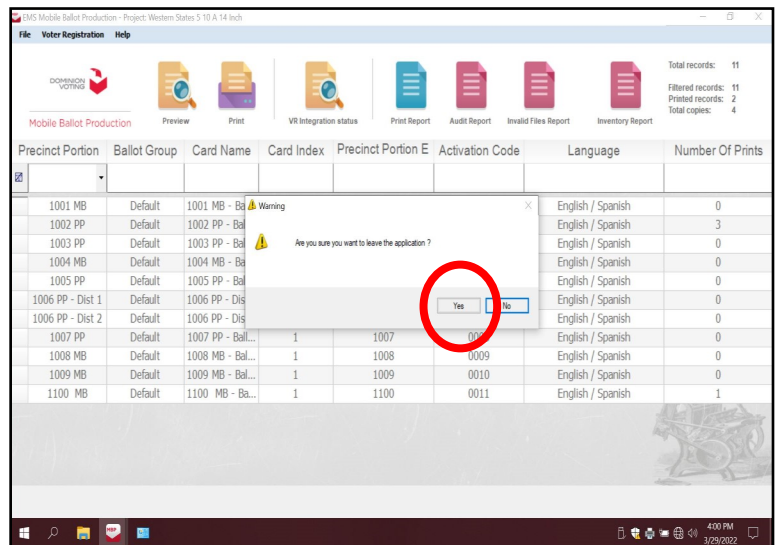 EMS Mobile Ballot Production - Project: Western States 5 10 A 14 Inch
File Voter Registration Help
DOMINION VOTING
Mobile Ballot Production
Preview Print VR Integration status Print Report Audit Report Invalid Files Report Inventory Report
Total records: 11
Filtered records: 11
Printed records: 2
Total copies: 4
Precinct Portion Ballot Group Card Name Card Index Precinct Portion E Activation Code Language Number Of Prints
1001 MB Default 1001 MB - Ba English / Spanish 0
1002 PP Default 1002 PP - Bal English / Spanish 3
1003 PP Default 1003 PP - Bal English / Spanish 0
1004 MB Default 1004 MB - Ba English / Spanish 0
1005 PP Default 1005 PP - Bal English / Spanish 0
1006 PP - Dist 1 Default 1006 PP - Dis English / Spanish 0
1006 PP - Dist 2 Default 1006 PP - Dis English / Spanish 0
1007 PP Default 1007 PP - Ball... 1 1007 English / Spanish 0
1008 MB Default 1008 MB - Bal... 1 1008 0009 English / Spanish 0
1009 MB Default 1009 MB - Bal... 1 1009 0010 English / Spanish 0
1100 MB Default 1100 MB - Ba... 1 1100 0011 English / Spanish 1
Warning
Are you sure you want to leave the application ?
Yes No
MBP
4:00 PM
3/29/2022